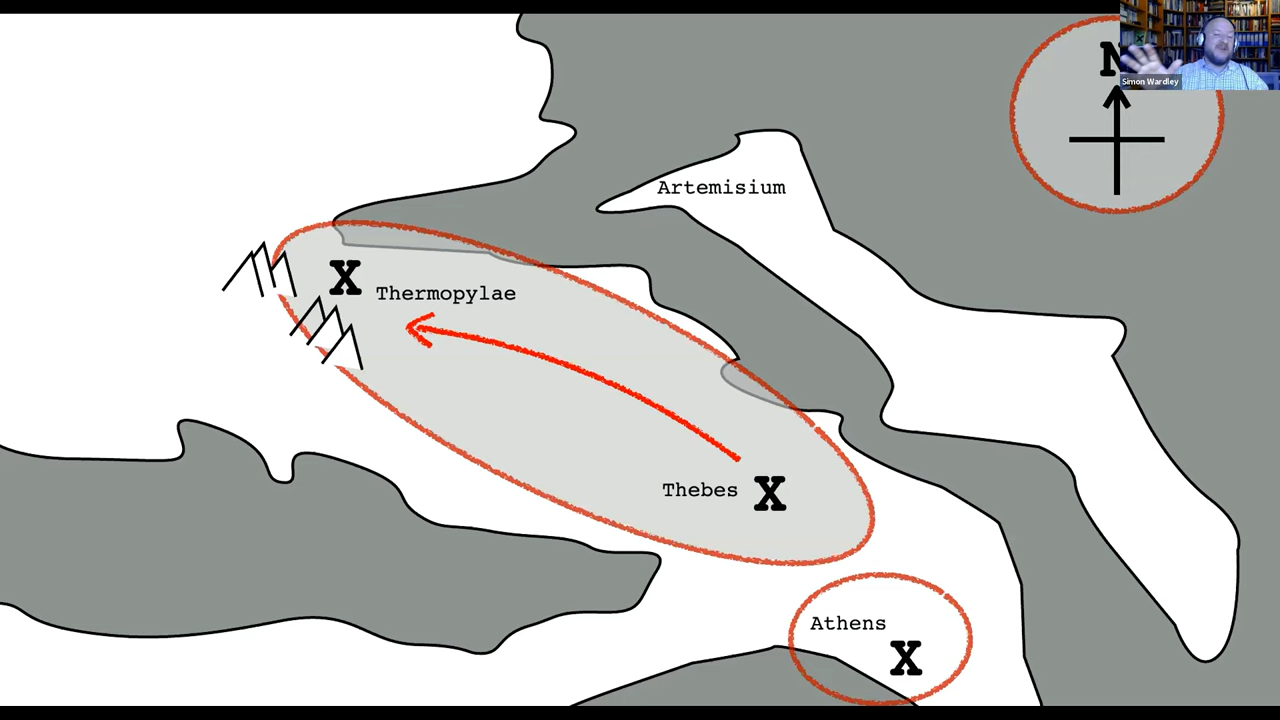 N
Simon Wardley
Artemisium
X
Thermopylae
Thebes X
Athens
X